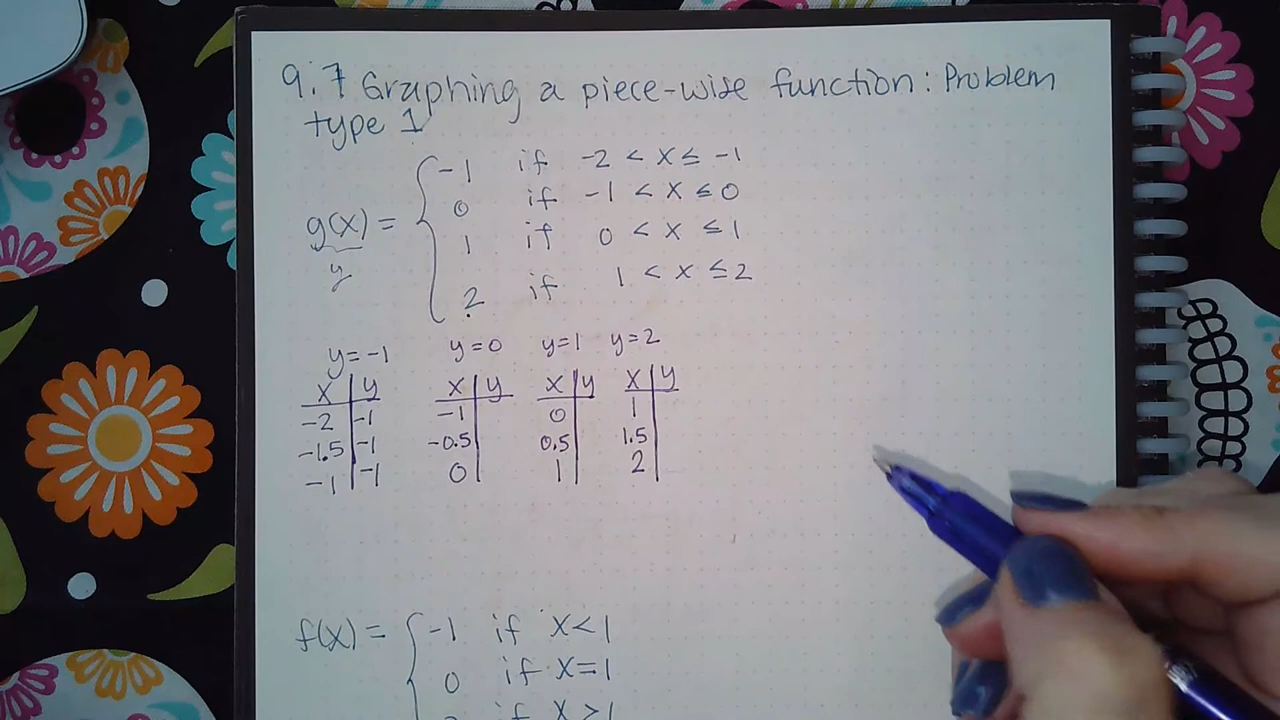 9.7 Graphing a piece-wise function: Problem
type 1
-1 if -2 < x ≤ -1
0 if -1 < x ≤ 0
g(x) =
1 if 0 < x ≤ 1
y
2 if 1 < x ≤ 2
y=-1 y=0 y=1 y=2
x y x y x y x y
-2 -1 -1 0 1
-1.5 -1 -0.5 0.5 1.5
-1 -1 0 1 2
f(x) = { -1 if x<1
0 if x=1
if x>1